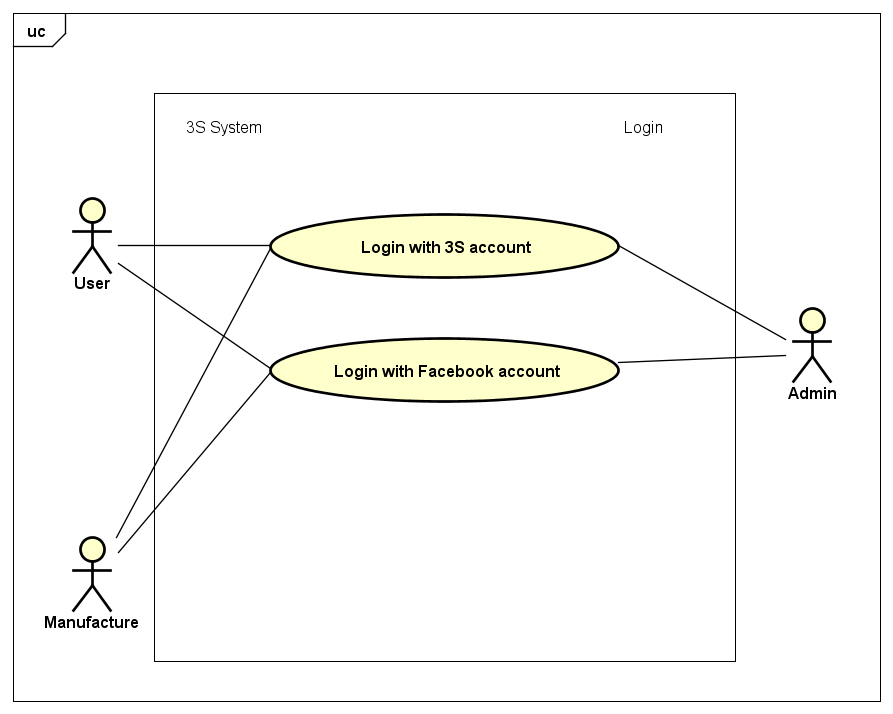 uc
3S System
Login
Login with 3S account
User
Login with Facebook account
Admin
Manufacture